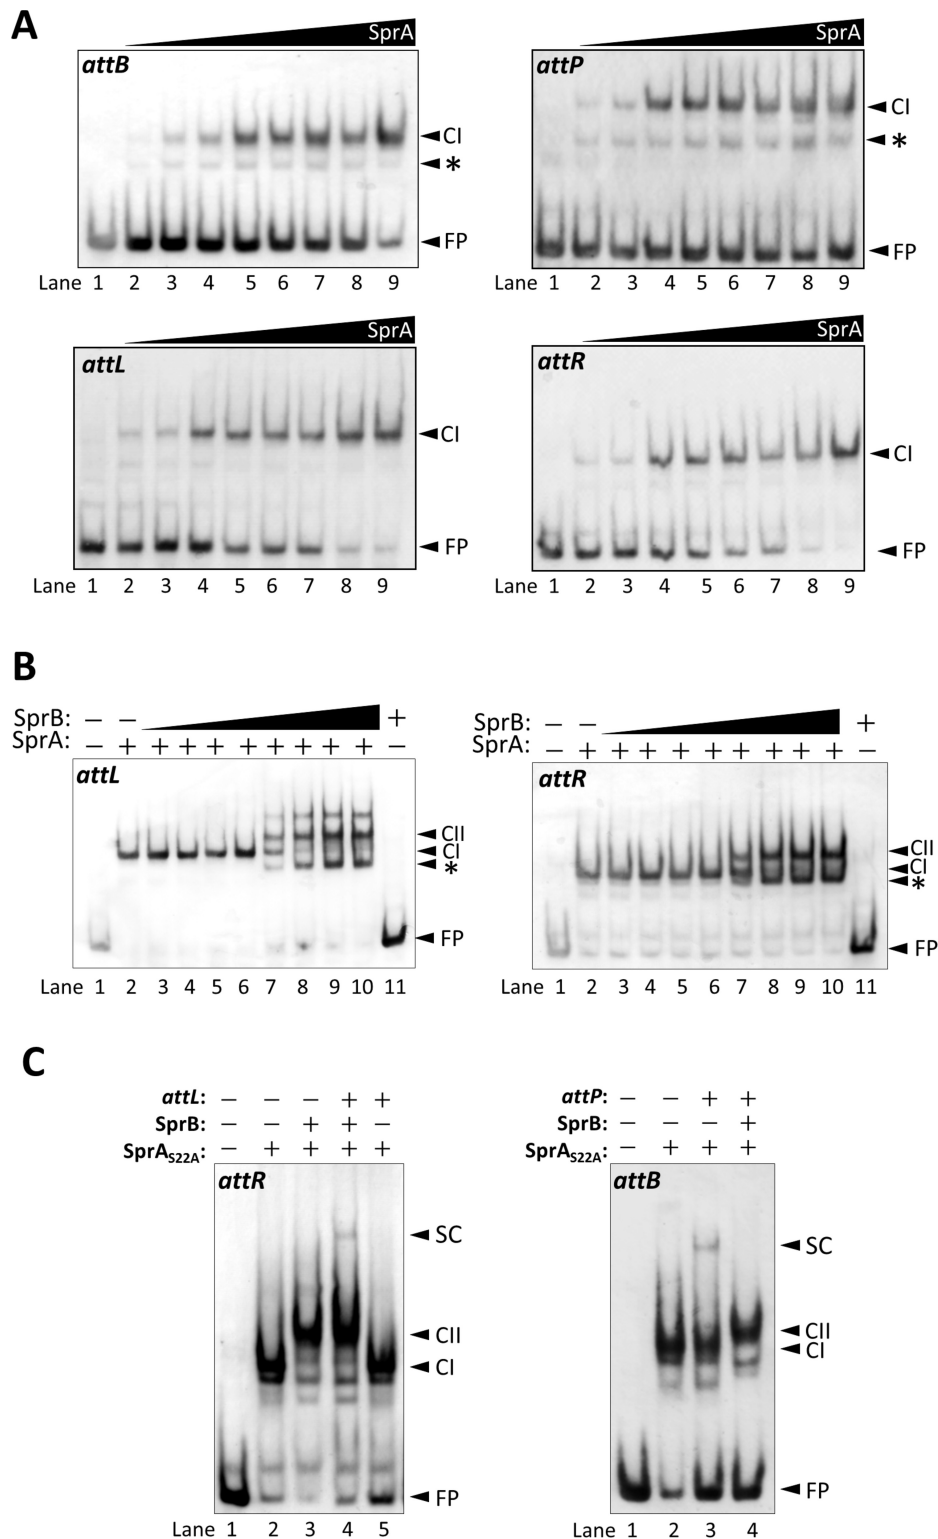 A
SprA
attB
CI
*
FP
Lane 1 2 3 4 5 6 7 8 9
SprA
attP
CI
*
FP
Lane 1 2 3 4 5 6 7 8 9
SprA
attL
CI
FP
Lane 1 2 3 4 5 6 7 8 9
SprA
attR
CI
FP
Lane 1 2 3 4 5 6 7 8 9
B
SprB: − − +
SprA: − + + + + + + + + + −
attL
CII
CI
*
FP
Lane 1 2 3 4 5 6 7 8 9 10 11
SprB: − − +
SprA: − + + + + + + + + + −
attR
CII
CI
*
FP
Lane 1 2 3 4 5 6 7 8 9 10 11
C
attL: − − − + +
SprB: − − + + −
SprAS22A: − + + + +
attR
SC
CII
CI
FP
Lane 1 2 3 4 5
attP: − − + +
SprB: − − − +
SprAS22A: − + + +
attB
SC
CII
CI
FP
Lane 1 2 3 4